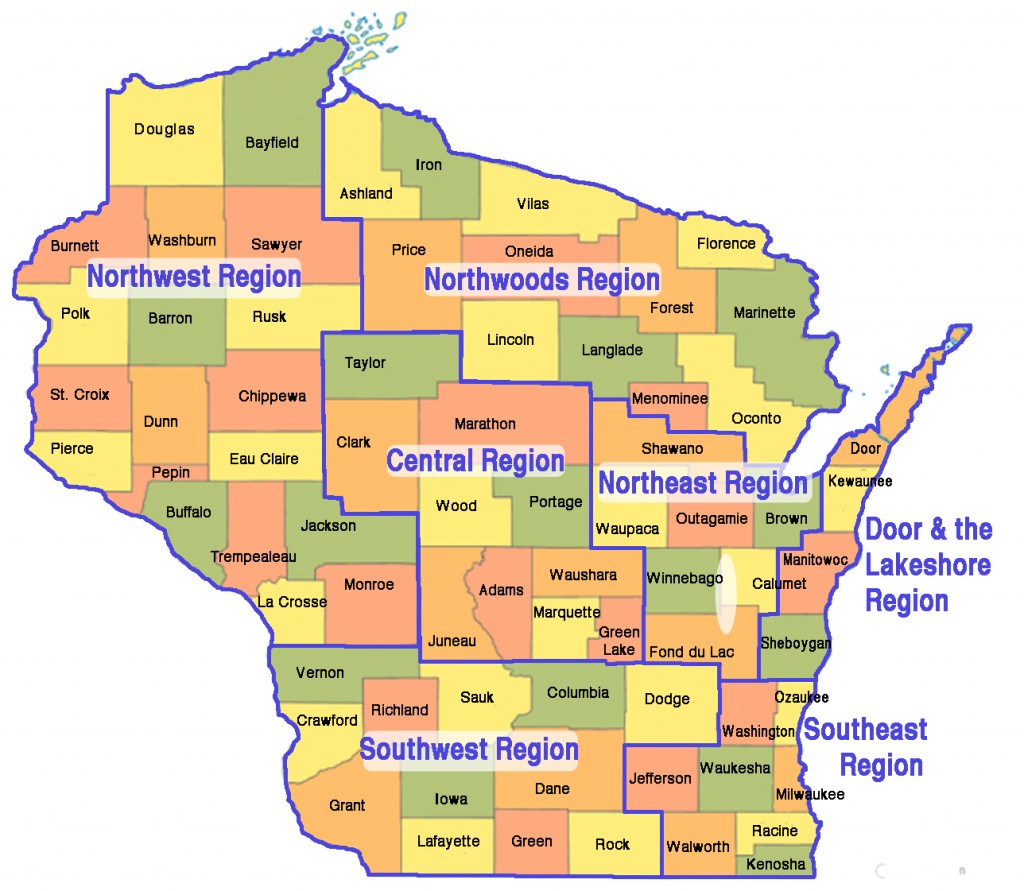 Douglas
Bayfield
Iron
Ashland
Vilas
Burnett
Washburn
Sawyer
Price
Oneida
Florence
Northwest Region
Northwoods Region
Polk
Barron
Rusk
Forest
Marinette
Lincoln
Langlade
Taylor
St. Croix
Chippewa
Menominee
Dunn
Marathon
Oconto
Pierce
Clark
Shawano
Door
Eau Claire
Central Region
Pepin
Northeast Region
Kewaunee
Buffalo
Jackson
Wood
Portage
Waupaca
Outagamie
Brown
Door & the
Lakeshore
Region
Trempealeau
Manitowoc
Monroe
Adams
Waushara
Winnebago
Calumet
La Crosse
Marquette
Juneau
Green
Lake
Fond du Lac
Sheboygan
Vernon
Sauk
Columbia
Dodge
Ozaukee
Richland
Crawford
Washington
Southeast
Region
Southwest Region
Grant
Iowa
Dane
Jefferson
Waukesha
Milwaukee
Lafayette
Green
Rock
Walworth
Racine
Kenosha